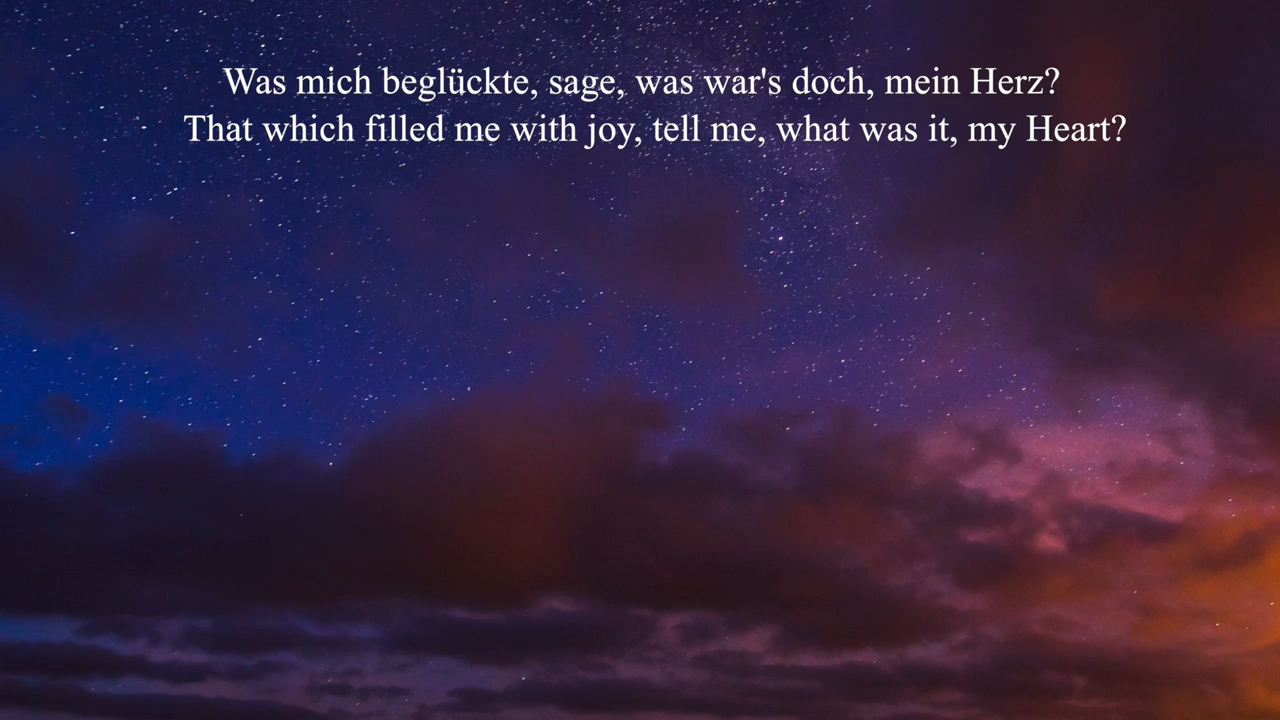 Was mich beglückte, sage, was war's doch, mein Herz?
That which filled me with joy, tell me, what was it, my Heart?